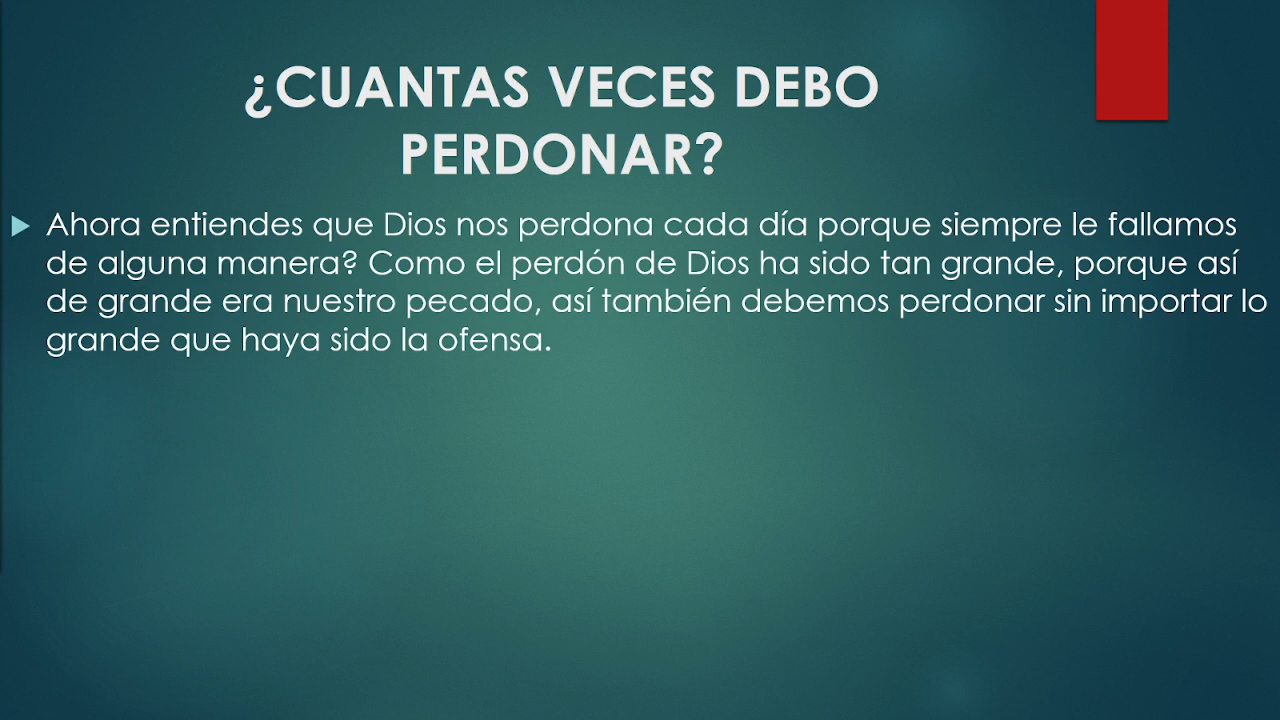 ¿CUANTAS VECES DEBO
PERDONAR?
Ahora entiendes que Dios nos perdona cada día porque siempre le fallamos
de alguna manera? Como el perdón de Dios ha sido tan grande, porque así
de grande era nuestro pecado, así también debemos perdonar sin importar lo
grande que haya sido la ofensa.